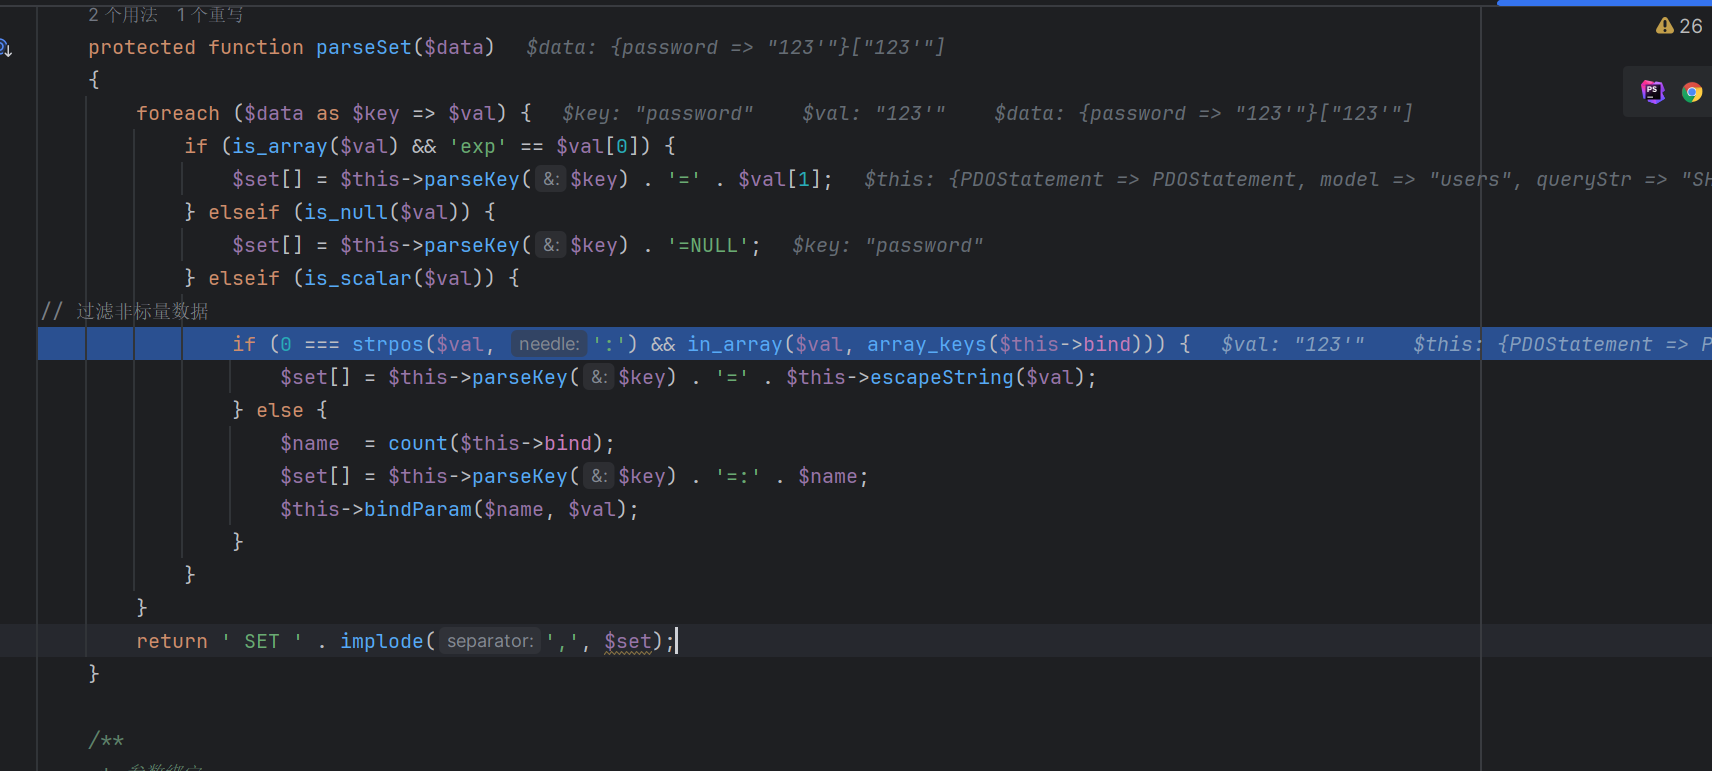 2 个用法 1 个重写
26
protected function parseSet($data) $data: {password => "123'"}["123'"]
{
foreach ($data as $key => $val) { $key: "password" $val: "123'" $data: {password => "123'"}["123'"]
if (is_array($val) && 'exp' == $val[0]) {
$set[] = $this->parseKey( &: $key) . '=' . $val[1]; $this: {PDOStatement => PDOStatement, model => "users", queryStr => "SH
} elseif (is_null($val)) {
$set[] = $this->parseKey( &: $key) . '=NULL'; $key: "password"
} elseif (is_scalar($val)) {
// 过滤非标量数据
if (0 === strpos($val, needle: ':') && in_array($val, array_keys($this->bind))) { $val: "123'" $this: {PDOStatement => P
$set[] = $this->parseKey( &: $key) . '=' . $this->escapeString($val);
} else {
$name = count($this->bind);
$set[] = $this->parseKey( &: $key) . '=:' . $name;
$this->bindParam($name, $val);
}
}
}
return ' SET ' . implode( separator: ',', $set);
}
/**